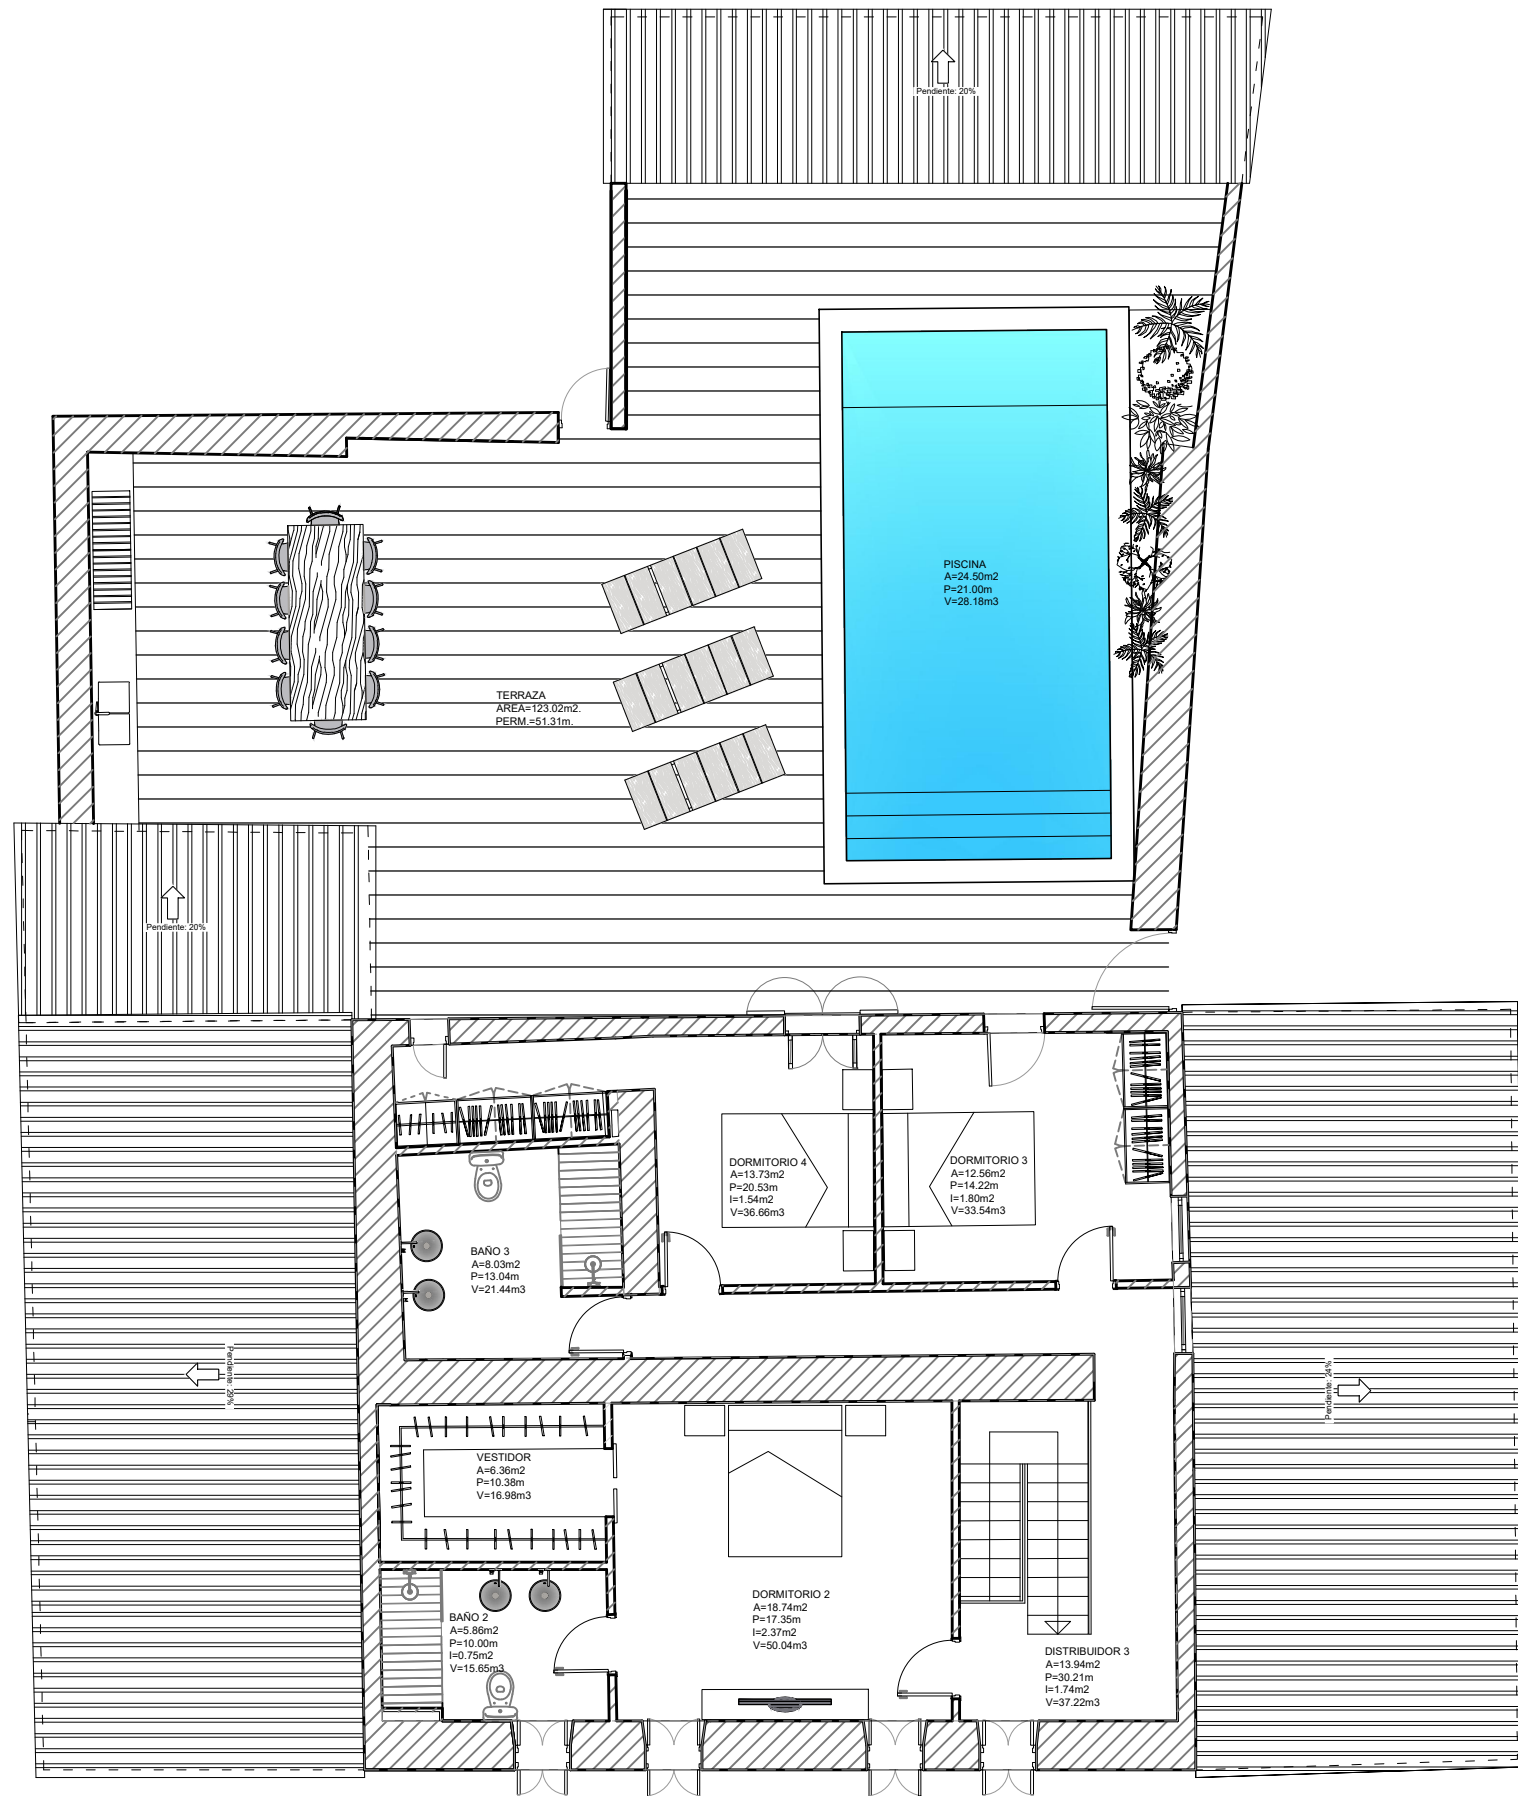 Pendiente: 20%
PISCINA
A=24.50m2
P=21.00m
V=28.18m3
TERRAZA
AREA=123.02m2.
PERM.=51.31m.
Pendiente: 20%
DORMITORIO 4
A=13.73m2
P=20.53m
I=1.54m2
V=36.66m3
DORMITORIO 3
A=12.56m2
P=14.22m
I=1.80m2
V=33.54m3
BAÑO 3
A=8.03m2
P=13.04m
V=21.44m3
Pendiente: 29%
Pendiente: 24%
VESTIDOR
A=6.36m2
P=10.38m
V=16.98m3
DORMITORIO 2
A=18.74m2
P=17.35m
I=2.37m2
V=50.04m3
BAÑO 2
A=5.86m2
P=10.00m
I=0.75m2
V=15.65m3
DISTRIBUIDOR 3
A=13.94m2
P=30.21m
I=1.74m2
V=37.22m3